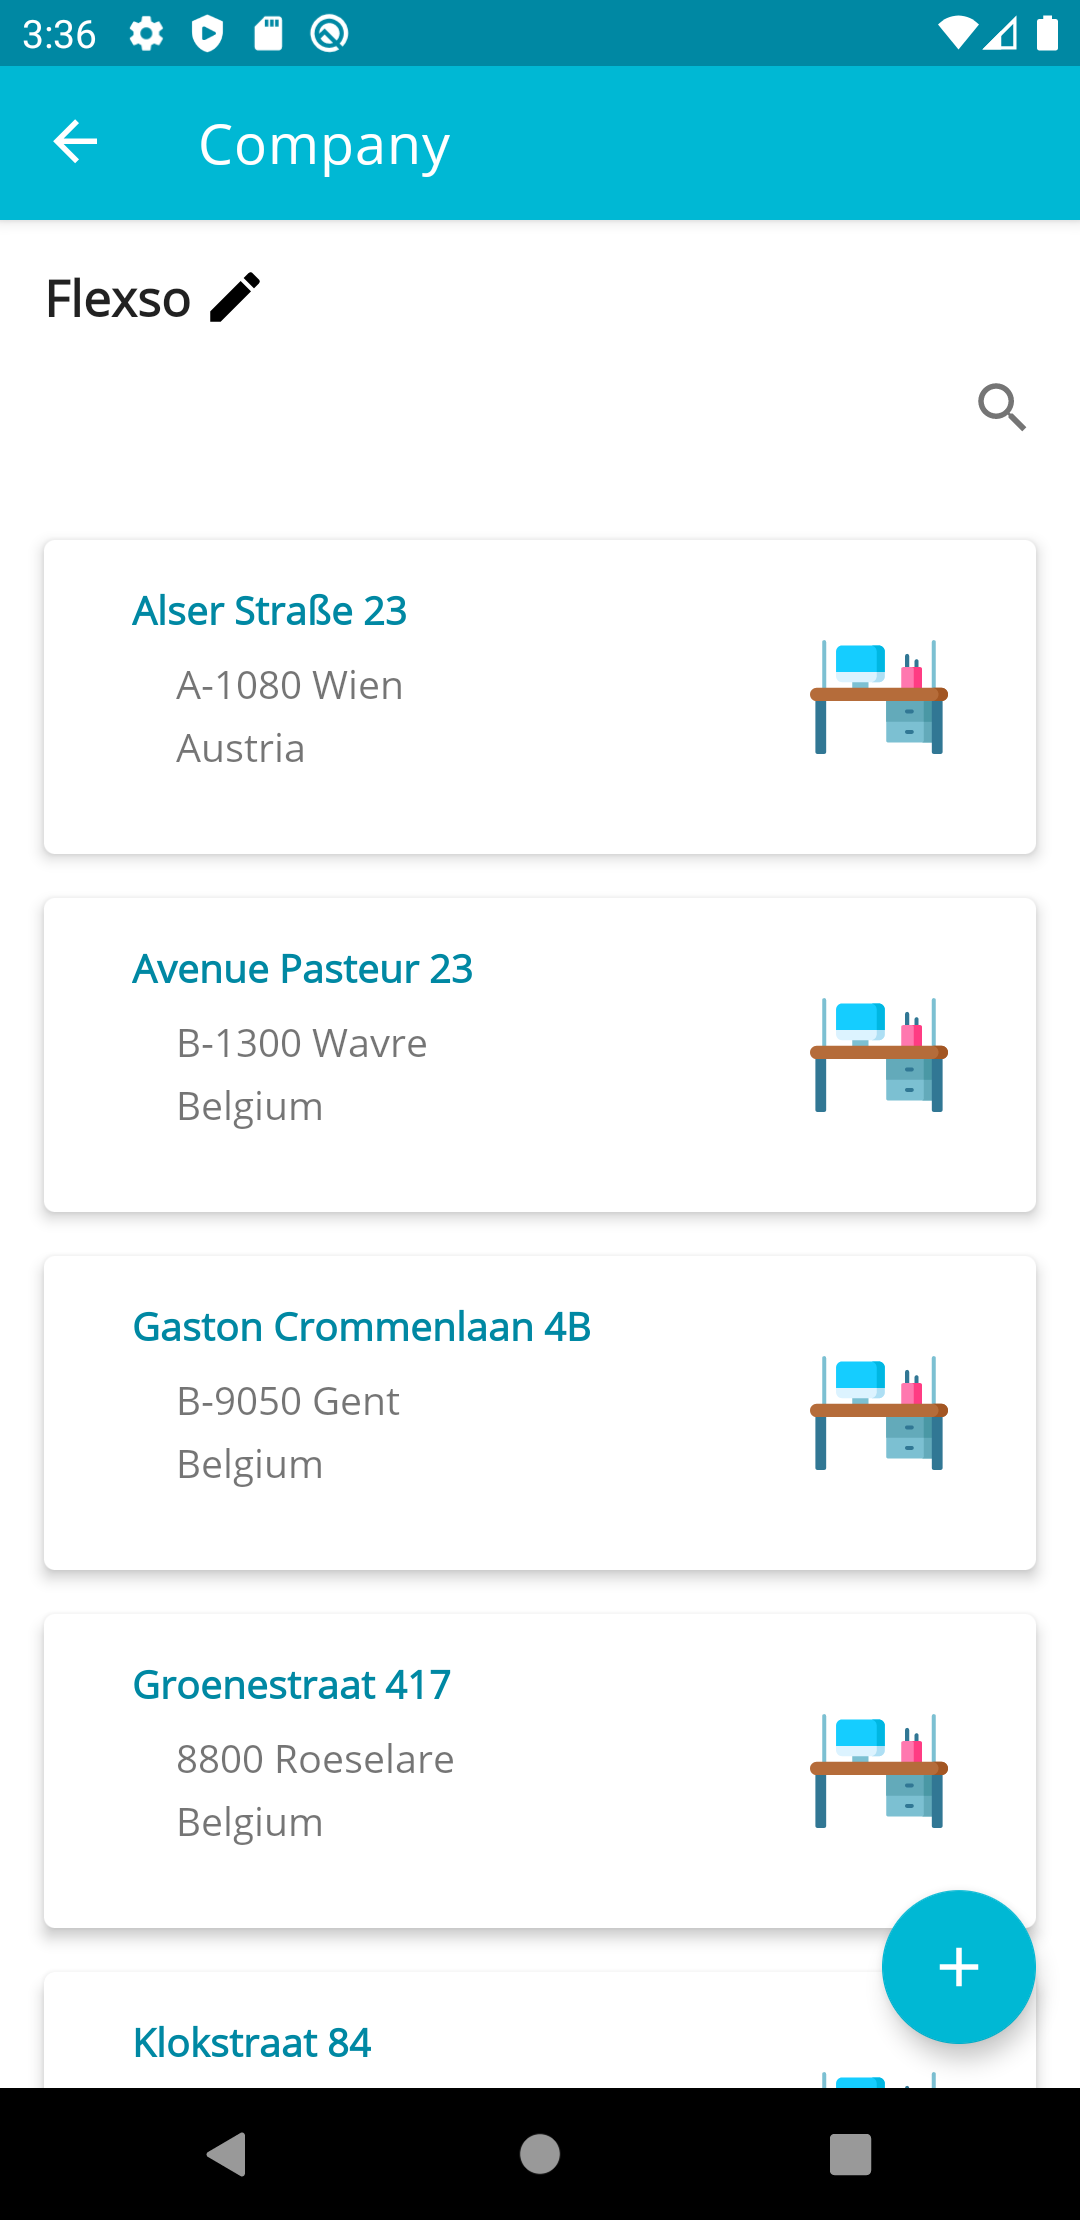 3:36
Company
Flexso
Alser Straße 23
A-1080 Wien
Austria
Avenue Pasteur 23
B-1300 Wavre
Belgium
Gaston Crommenlaan 4B
B-9050 Gent
Belgium
Groenestraat 417
8800 Roeselare
Belgium
Klokstraat 84